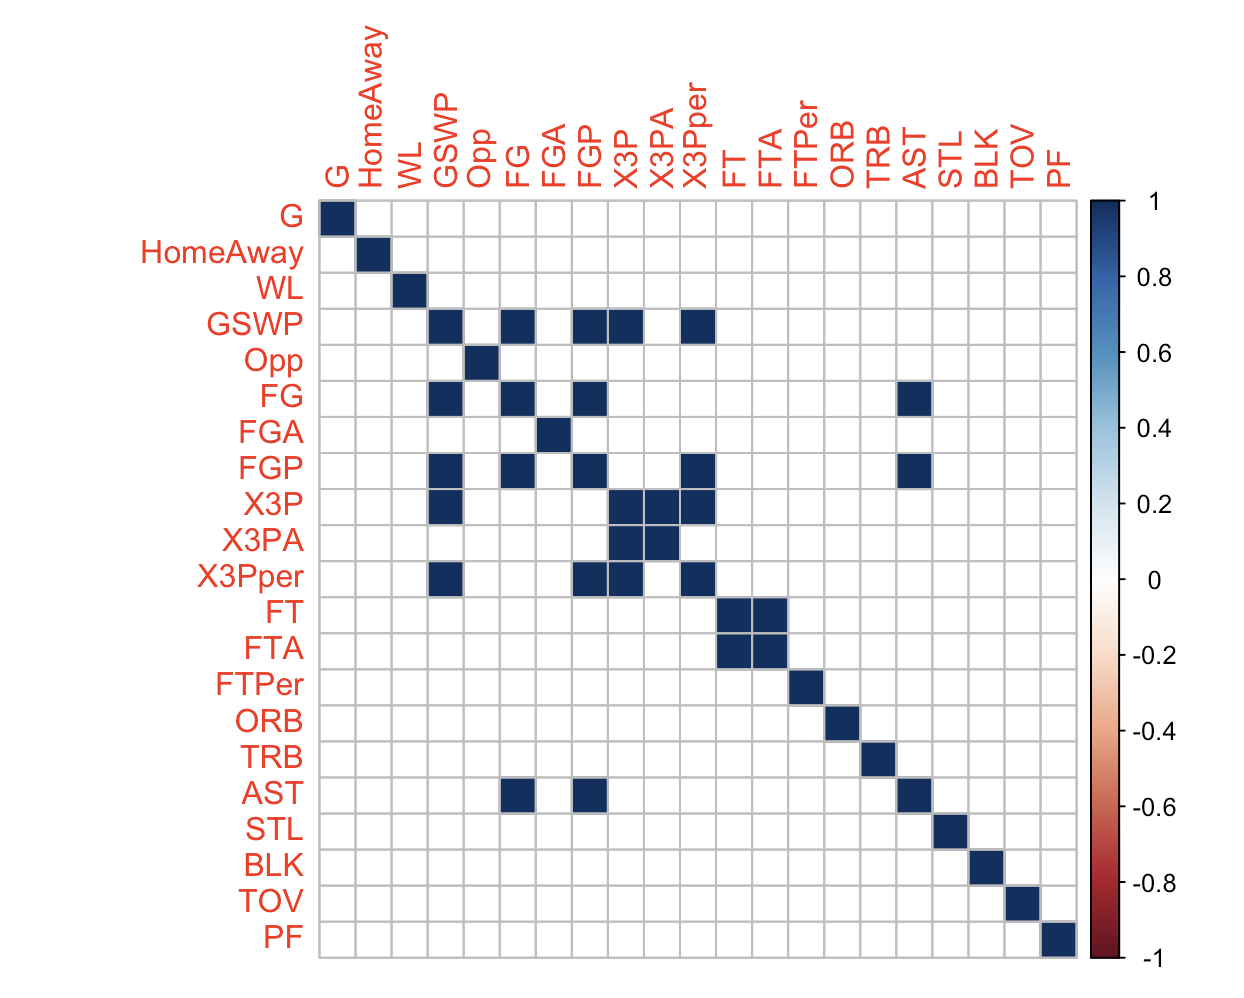 G
HomeAway
WL
GSWP
Opp
FG
FGA
FGP
X3P
X3PA
X3Pper
FT
FTA
FTPer
ORB
TRB
AST
STL
BLK
TOV
PF
G
HomeAway
WL
GSWP
Opp
FG
FGA
FGP
X3P
X3PA
X3Pper
FT
FTA
FTPer
ORB
TRB
AST
STL
BLK
TOV
PF
1
0.8
0.6
0.4
0.2
0
-0.2
-0.4
-0.6
-0.8
-1